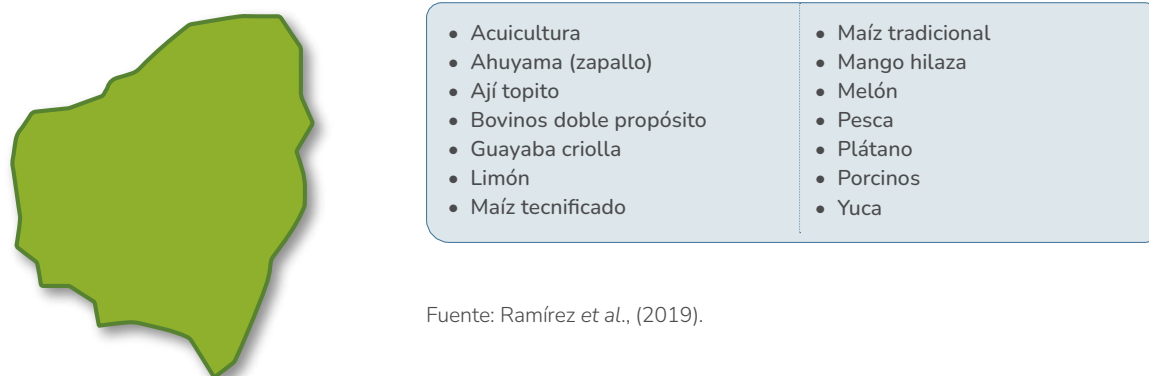 • Acuicultura
• Ahuyama (zapallo)
• Ají topito
• Bovinos doble propósito
• Guayaba criolla
• Limón
• Maíz tecnificado
• Maíz tradicional
• Mango hilaza
• Melón
• Pesca
• Plátano
• Porcinos
• Yuca
Fuente: Ramírez et al., (2019).